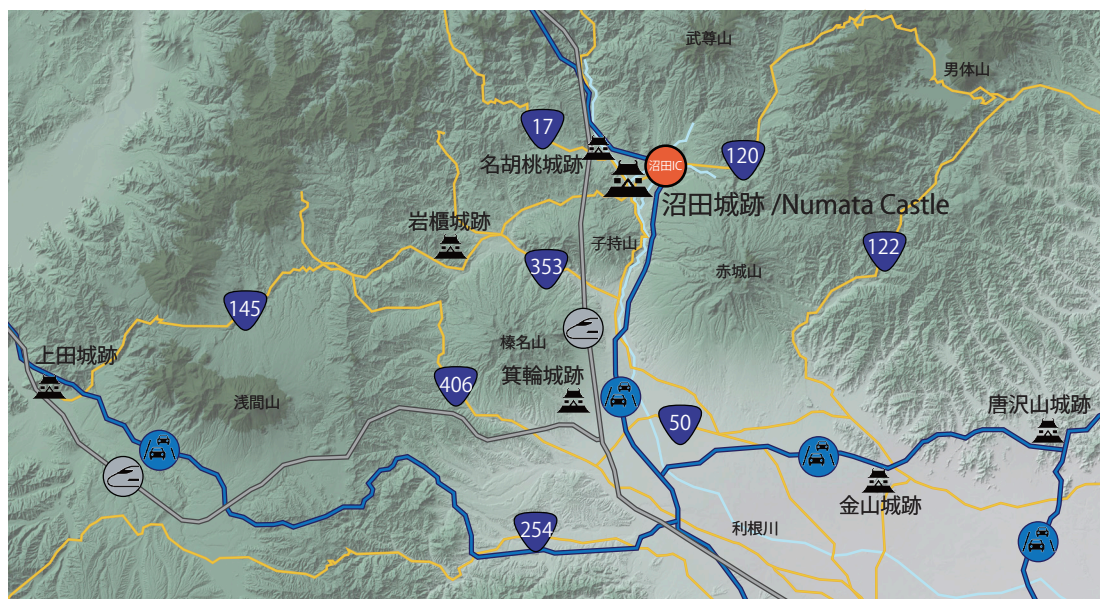 武尊山
男体山
17
名胡桃城跡
沼田IC
120
沼田城跡 /Numata Castle
岩櫃城跡
子持山
122
353
赤城山
145
榛名山
上田城跡
箕輪城跡
406
浅間山
50
唐沢山城跡
金山城跡
254
利根川